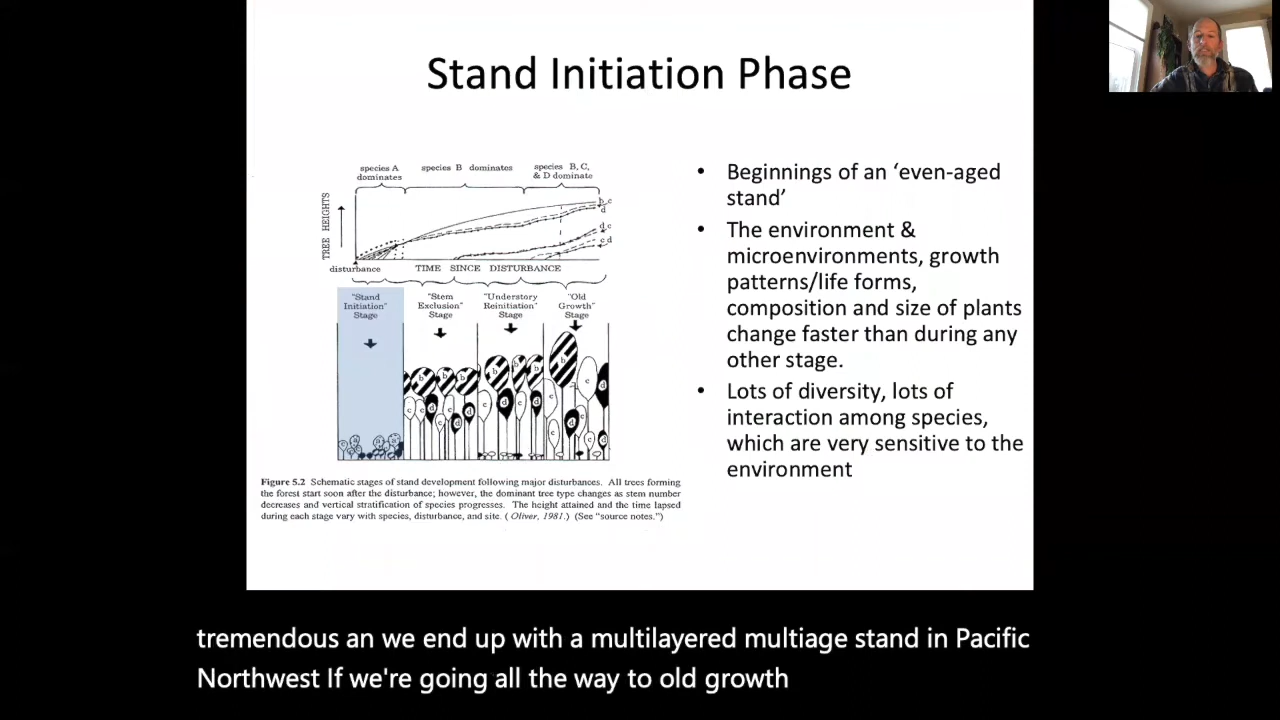 Stand Initiation Phase
species A
dominates
species B dominates
species B, C,
& D dominate
TREE HEIGHTS
b c
d
d c
c d
disturbance
TIME SINCE DISTURBANCE
"Stand
Initiation"
Stage
"Stem
Exclusion"
Stage
"Understory
Reinitiation"
Stage
"Old
Growth"
Stage
Figure 5.2 Schematic stages of stand development following major disturbances. All trees forming
the forest start soon after the disturbance; however, the dominant tree type changes as stem number
decreases and vertical stratification of species progresses. The height attained and the time lapsed
during each stage vary with species, disturbance, and site. ( Oliver, 1981.) (See "source notes.")
• Beginnings of an ‘even-aged
stand’
• The environment &
microenvironments, growth
patterns/life forms,
composition and size of plants
change faster than during any
other stage.
• Lots of diversity, lots of
interaction among species,
which are very sensitive to the
environment
tremendous an we end up with a multilayered multiage stand in Pacific
Northwest If we're going all the way to old growth